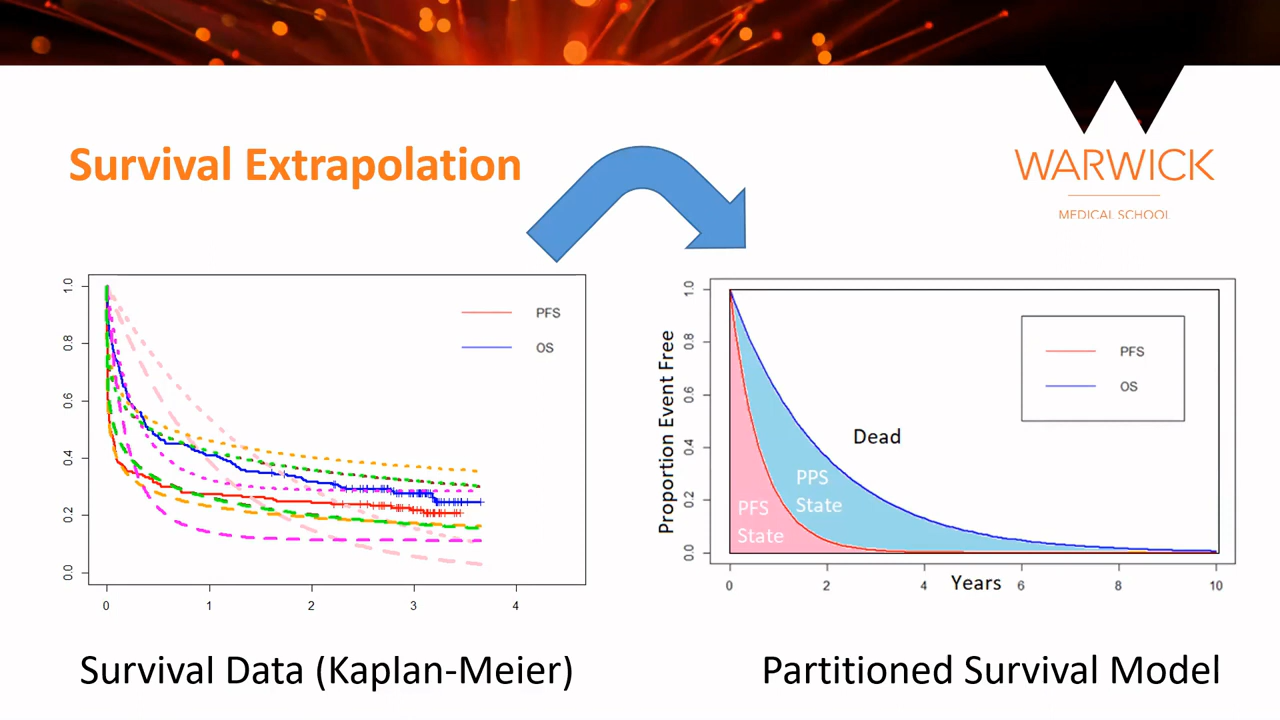 Survival Extrapolation
WARWICK
MEDICAL SCHOOL
1.0
0.8
0.6
0.4
0.2
0.0
0
1
2
3
4
PFS
OS
Survival Data (Kaplan-Meier)
Proportion Event Free
1.0
0.8
0.6
0.4
0.2
0.0
PFS
OS
Dead
PPS
State
PFS
State
0
2
4
Years
6
8
10
Partitioned Survival Model